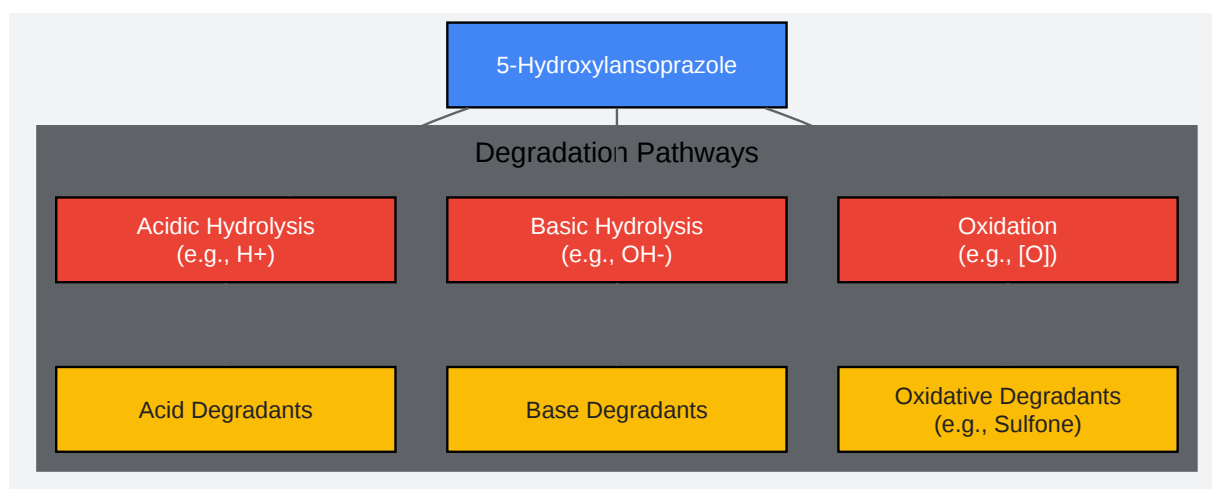 5-Hydroxylansoprazole
Degradation Pathways
Acidic Hydrolysis
(e.g., H+)
Basic Hydrolysis
(e.g., OH-)
Oxidation
(e.g., [O])
Acid Degradants
Base Degradants
Oxidative Degradants
(e.g., Sulfone)